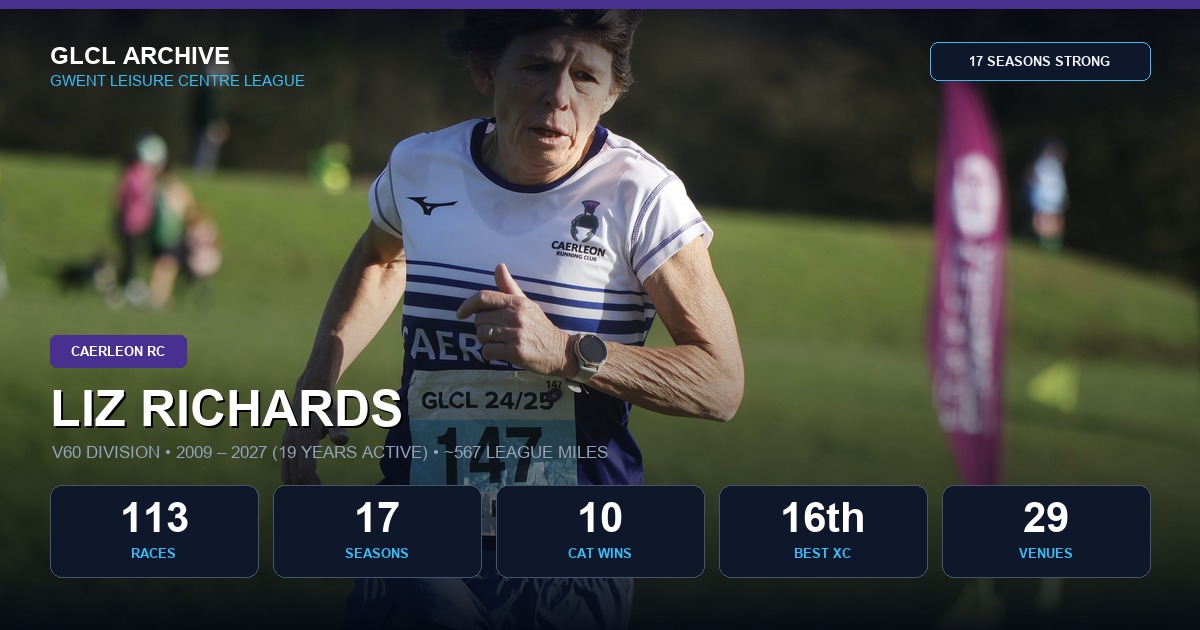 GLCL ARCHIVE
GWENT LEISURE CENTRE LEAGUE
17 SEASONS STRONG
CAERLEON
RUNNING CLUB
CAERLEON RC
LIZ RICHARDS
147
GLCL 24/25
147
V60 DIVISION • 2009 – 2027 (19 YEARS ACTIVE) • ~567 LEAGUE MILES
113
RACES
17
SEASONS
10
CAT WINS
16th
BEST XC
29
VENUES